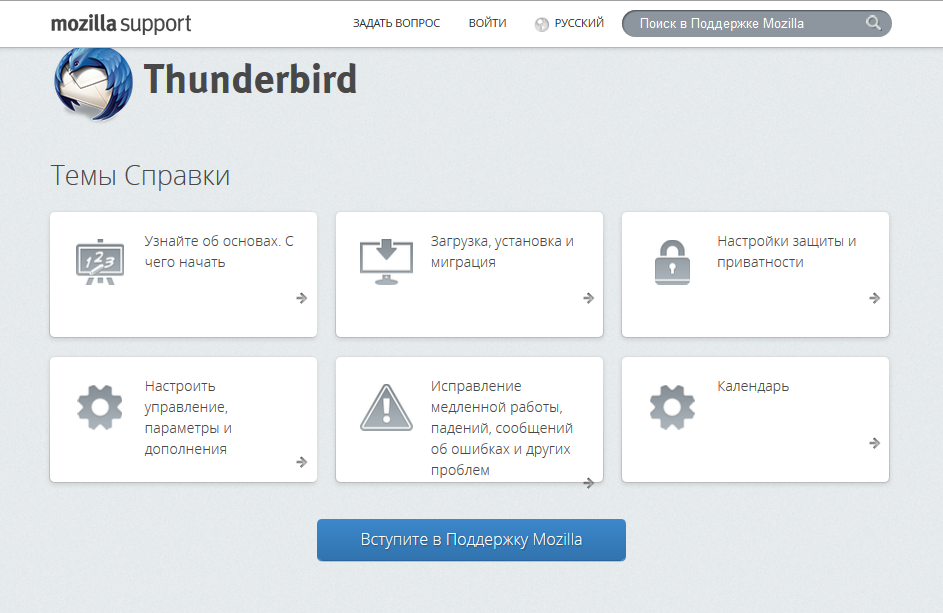 mozilla support
ЗАДАТЬ ВОПРОС
ВОЙТИ
РУССКИЙ
Поиск в Поддержке Mozilla
Thunderbird
Темы Справки
Узнайте об основах. С
чего начать
Загрузка, установка и
миграция
Настройки защиты и
приватности
Настроить
управление,
параметры и
дополнения
Исправление
медленной работы,
падений, сообщений
об ошибках и других
проблем
Календарь
Вступите в Поддержку Mozilla
123